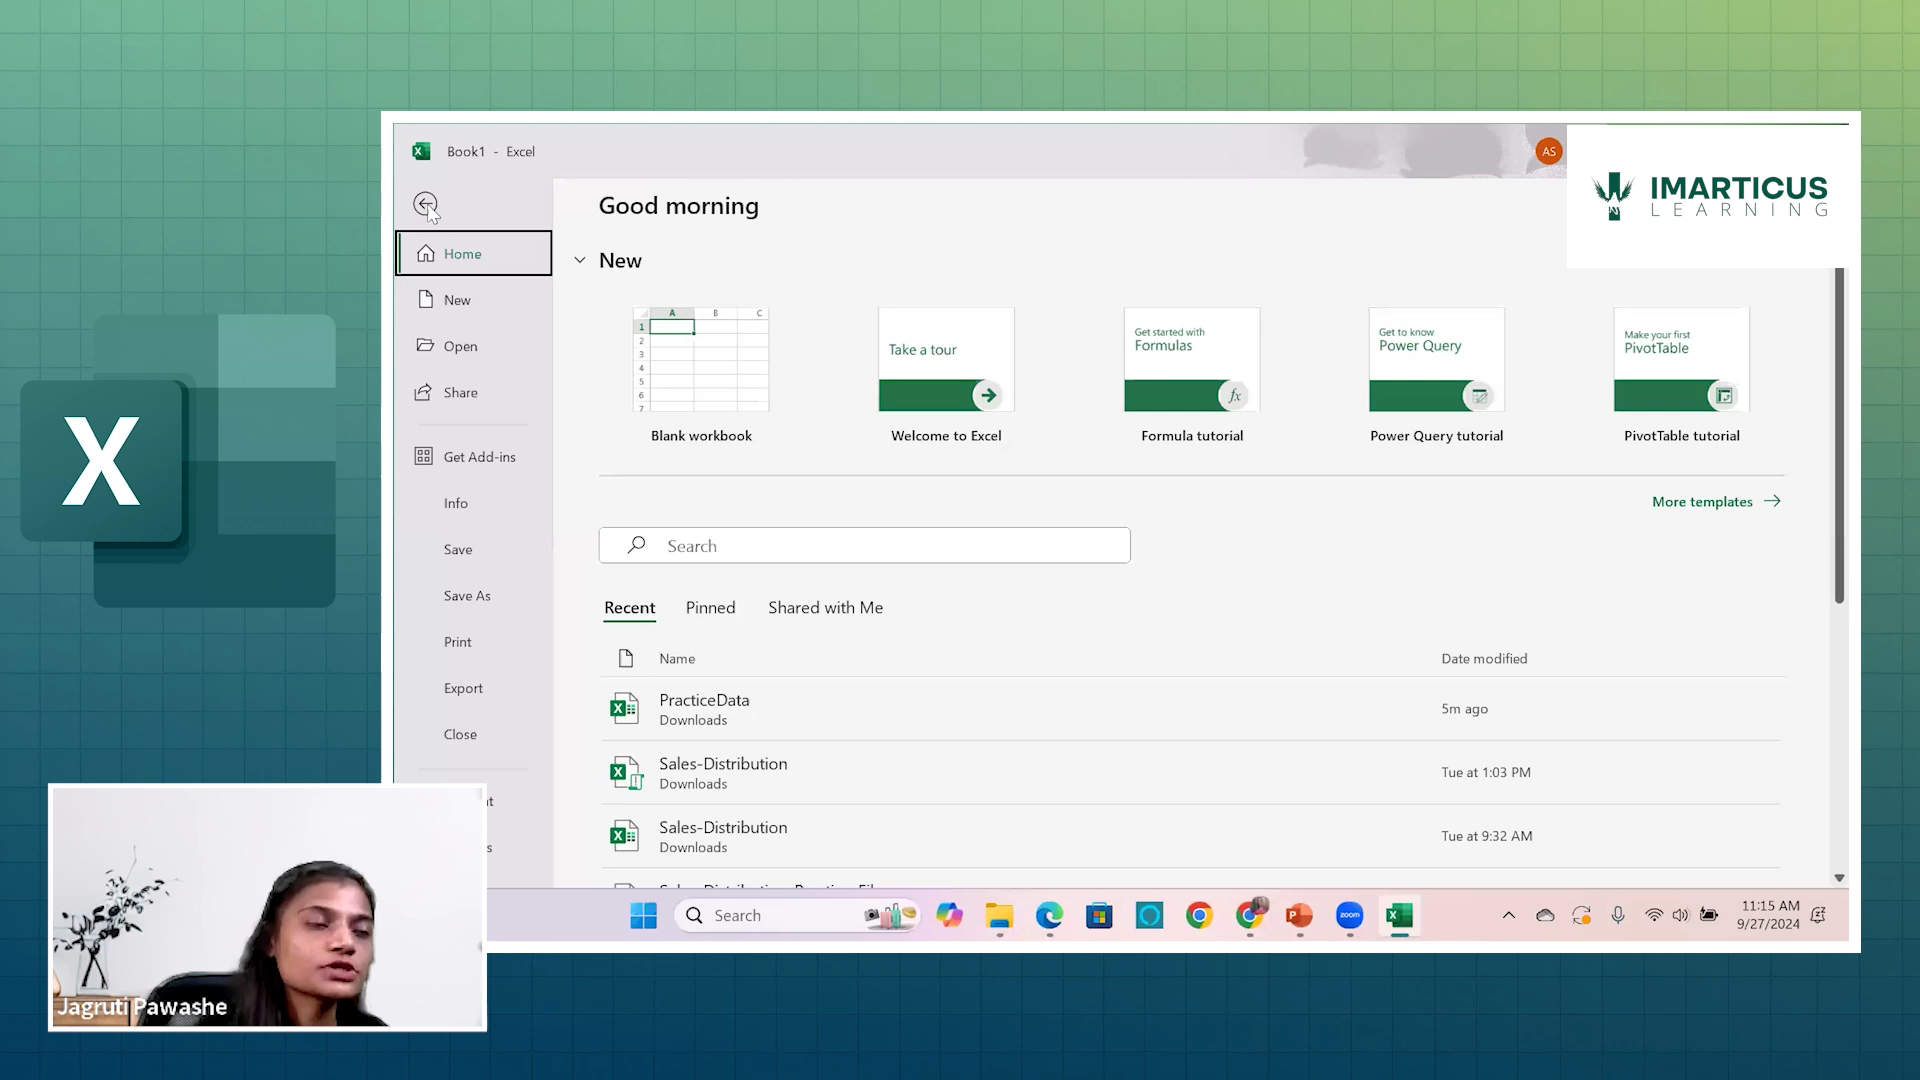 Book1 - Excel
AS
IMARTICUS
LEARNING
Good morning
Home
New
New
Open
Share
Get Add-ins
Info
Save
Save As
Print
Export
Close
A B C
1
2
3
4
5
6
7
Take a tour
Get started with
Formulas
fx
Get to know
Power Query
Make your first
PivotTable
Blank workbook
Welcome to Excel
Formula tutorial
Power Query tutorial
PivotTable tutorial
More templates
Search
Recent Pinned Shared with Me
Name Date modified
PracticeData
Downloads
5m ago
Sales-Distribution
Downloads
Tue at 1:03 PM
Sales-Distribution
Downloads
Tue at 9:32 AM
X
Jagruti Pawashe
Search
zoom
11:15 AM
9/27/2024